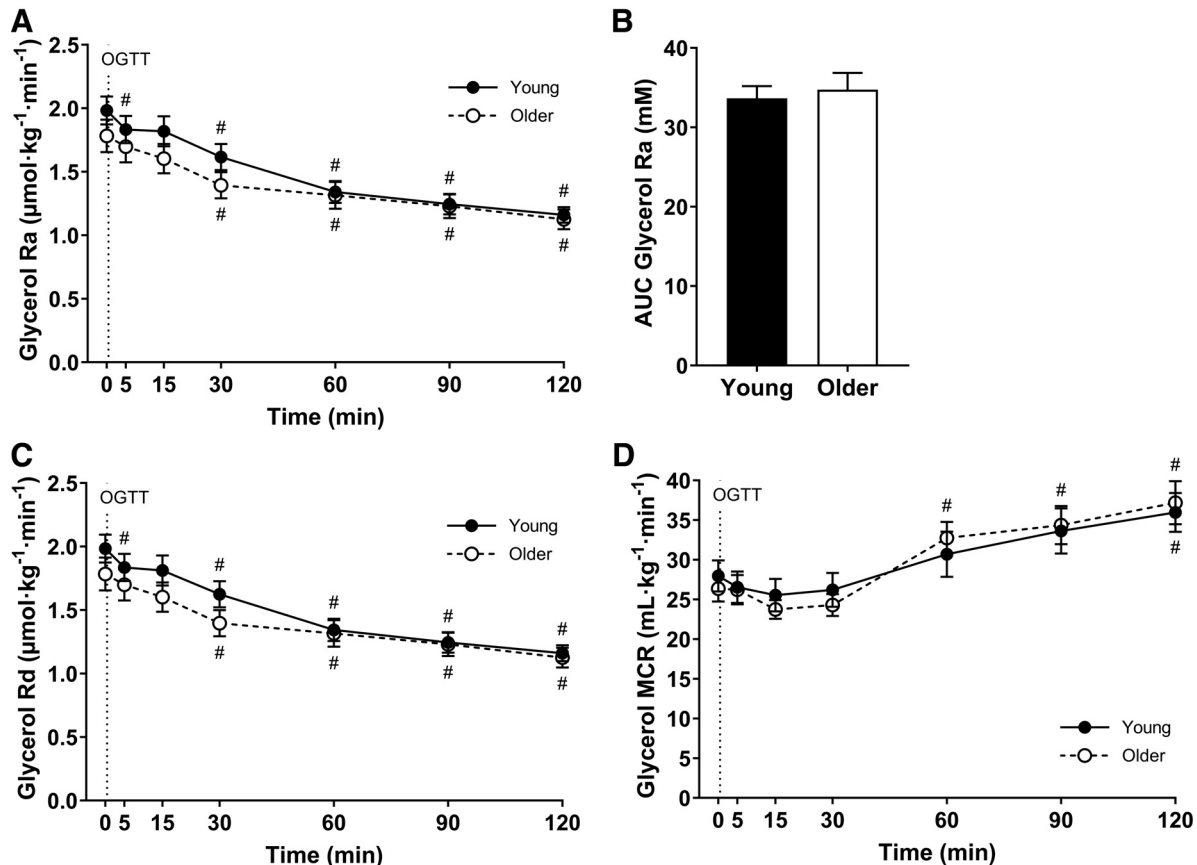 A
Glycerol Ra (µmol·kg⁻¹·min⁻¹)
2.5
2.0
1.5
1.0
0.5
0.0
OGTT
Young
Older
# # # # #
# # # #
0 5 15 30 60 90 120
Time (min)
B
AUC Glycerol Ra (mM)
40
30
20
10
0
Young Older
C
Glycerol Rd (µmol·kg⁻¹·min⁻¹)
2.5
2.0
1.5
1.0
0.5
0.0
OGTT
Young
Older
# # # # #
# # # #
0 5 15 30 60 90 120
Time (min)
D
Glycerol MCR (mL·kg⁻¹·min⁻¹)
40
35
30
25
20
15
10
5
0
OGTT
# # #
#
Young
Older
0 5 15 30 60 90 120
Time (min)